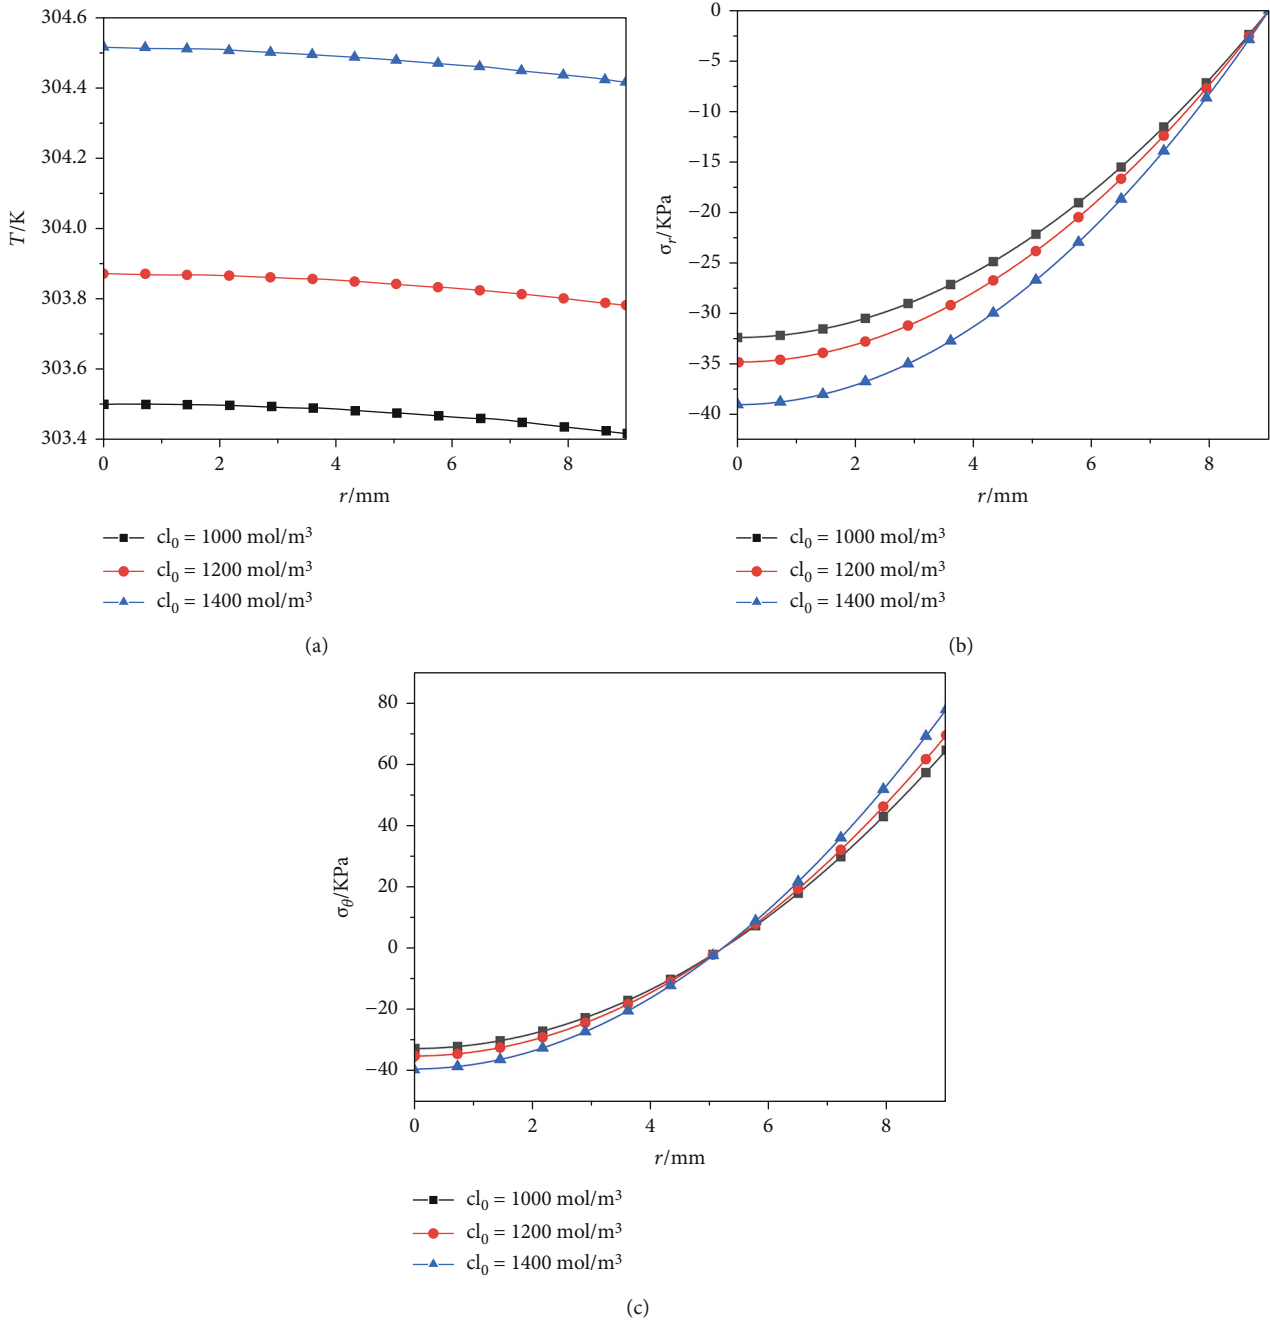 304.6
304.4
304.2
304.0
303.8
303.6
303.4
T/K
0 2 4 6 8
r/mm
cl₀ = 1000 mol/m³
cl₀ = 1200 mol/m³
cl₀ = 1400 mol/m³
(a)
0
−5
−10
−15
−20
−25
−30
−35
−40
σᵣ/KPa
0 2 4 6 8
r/mm
cl₀ = 1000 mol/m³
cl₀ = 1200 mol/m³
cl₀ = 1400 mol/m³
(b)
80
60
40
20
0
−20
−40
σθ/KPa
0 2 4 6 8
r/mm
cl₀ = 1000 mol/m³
cl₀ = 1200 mol/m³
cl₀ = 1400 mol/m³
(c)